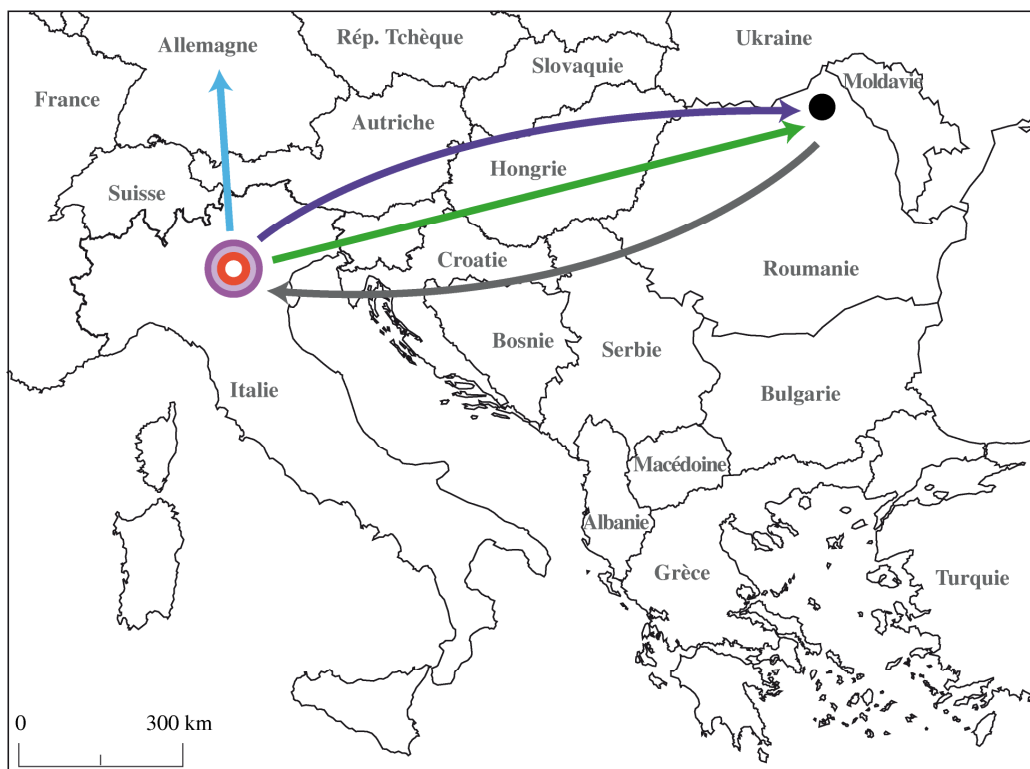 Allemagne
Rép. Tchèque
Ukraine
Slovaquie
Moldavie
France
Autriche
Hongrie
Suisse
Croatie
Roumanie
Bosnie
Serbie
Italie
Bulgarie
Macédoine
Albanie
Grèce
Turquie
0 300 km